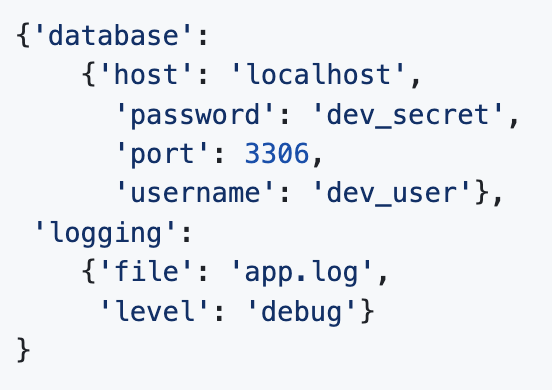 {'database':
    {'host': 'localhost',
      'password': 'dev_secret',
      'port': 3306,
      'username': 'dev_user'},
 'logging':
    {'file': 'app.log',
     'level': 'debug'}
}